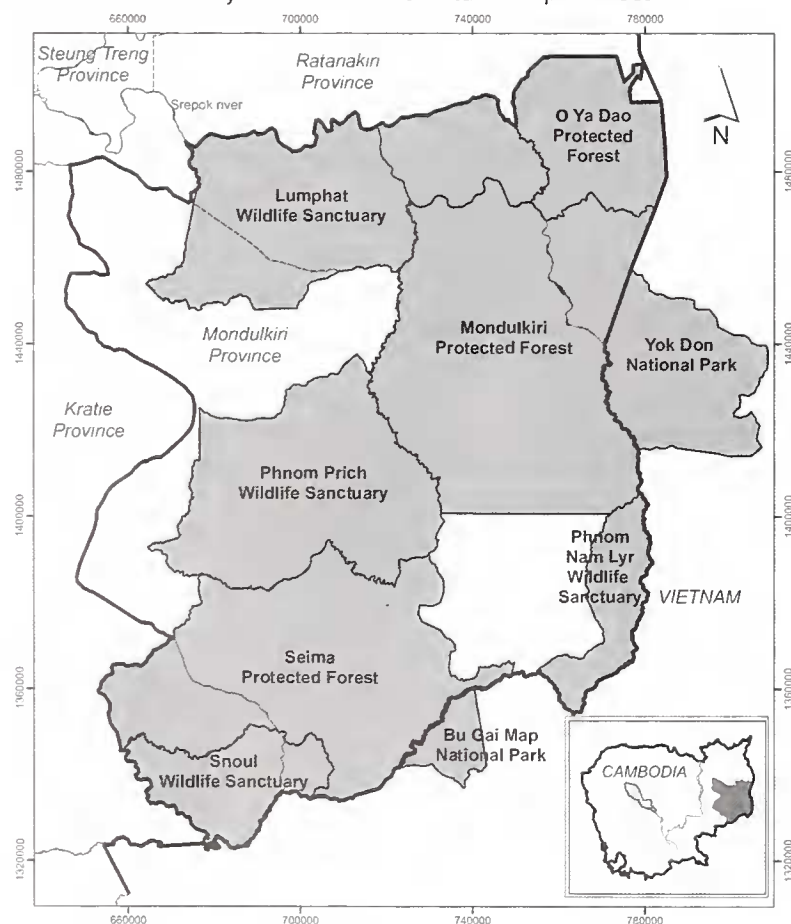 660000 700000 740000 780000
Steung Treng
Province
Ratanakiri
Province
Srepok river
O Ya Dao
Protected
Forest
N
1480000 1480000
Lumphat
Wildlife Sanctuary
Mondulkiri
Province
Mondulkiri
Protected Forest
Yok Don
National Park
1440000 1440000
Kratie
Province
Phnom Prich
Wildlife Sanctuary
1400000 1400000
Phnom
Nam Lyr
Wildlife
Sanctuary
VIETNAM
Seima
Protected Forest
1360000 1360000
Bu Gai Map
National Park
Snoul
Wildlife Sanctuary
CAMBODIA
1320000 1320000
660000 700000 740000 780000